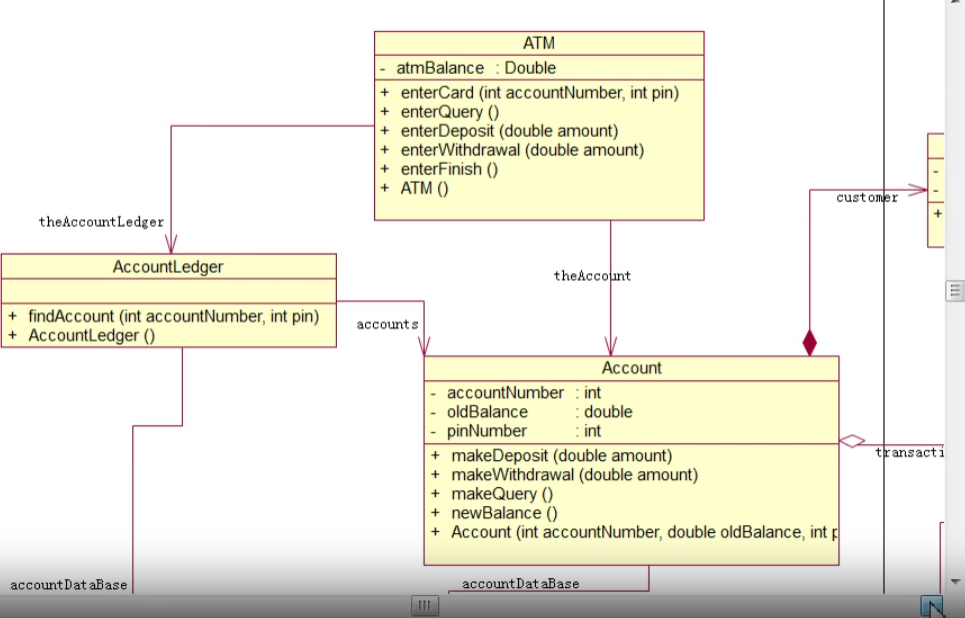 ATM
- atmBalance : Double
+ enterCard (int accountNumber, int pin)
+ enterQuery ()
+ enterDeposit (double amount)
+ enterWithdrawal (double amount)
+ enterFinish ()
+ ATM ()
customer
-
-
+
theAccountLedger
AccountLedger
+ findAccount (int accountNumber, int pin)
+ AccountLedger ()
theAccount
accounts
Account
- accountNumber : int
- oldBalance : double
- pinNumber : int
+ makeDeposit (double amount)
+ makeWithdrawal (double amount)
+ makeQuery ()
+ newBalance ()
+ Account (int accountNumber, double oldBalance, int p
transacti
accountDataBase
accountDataBase